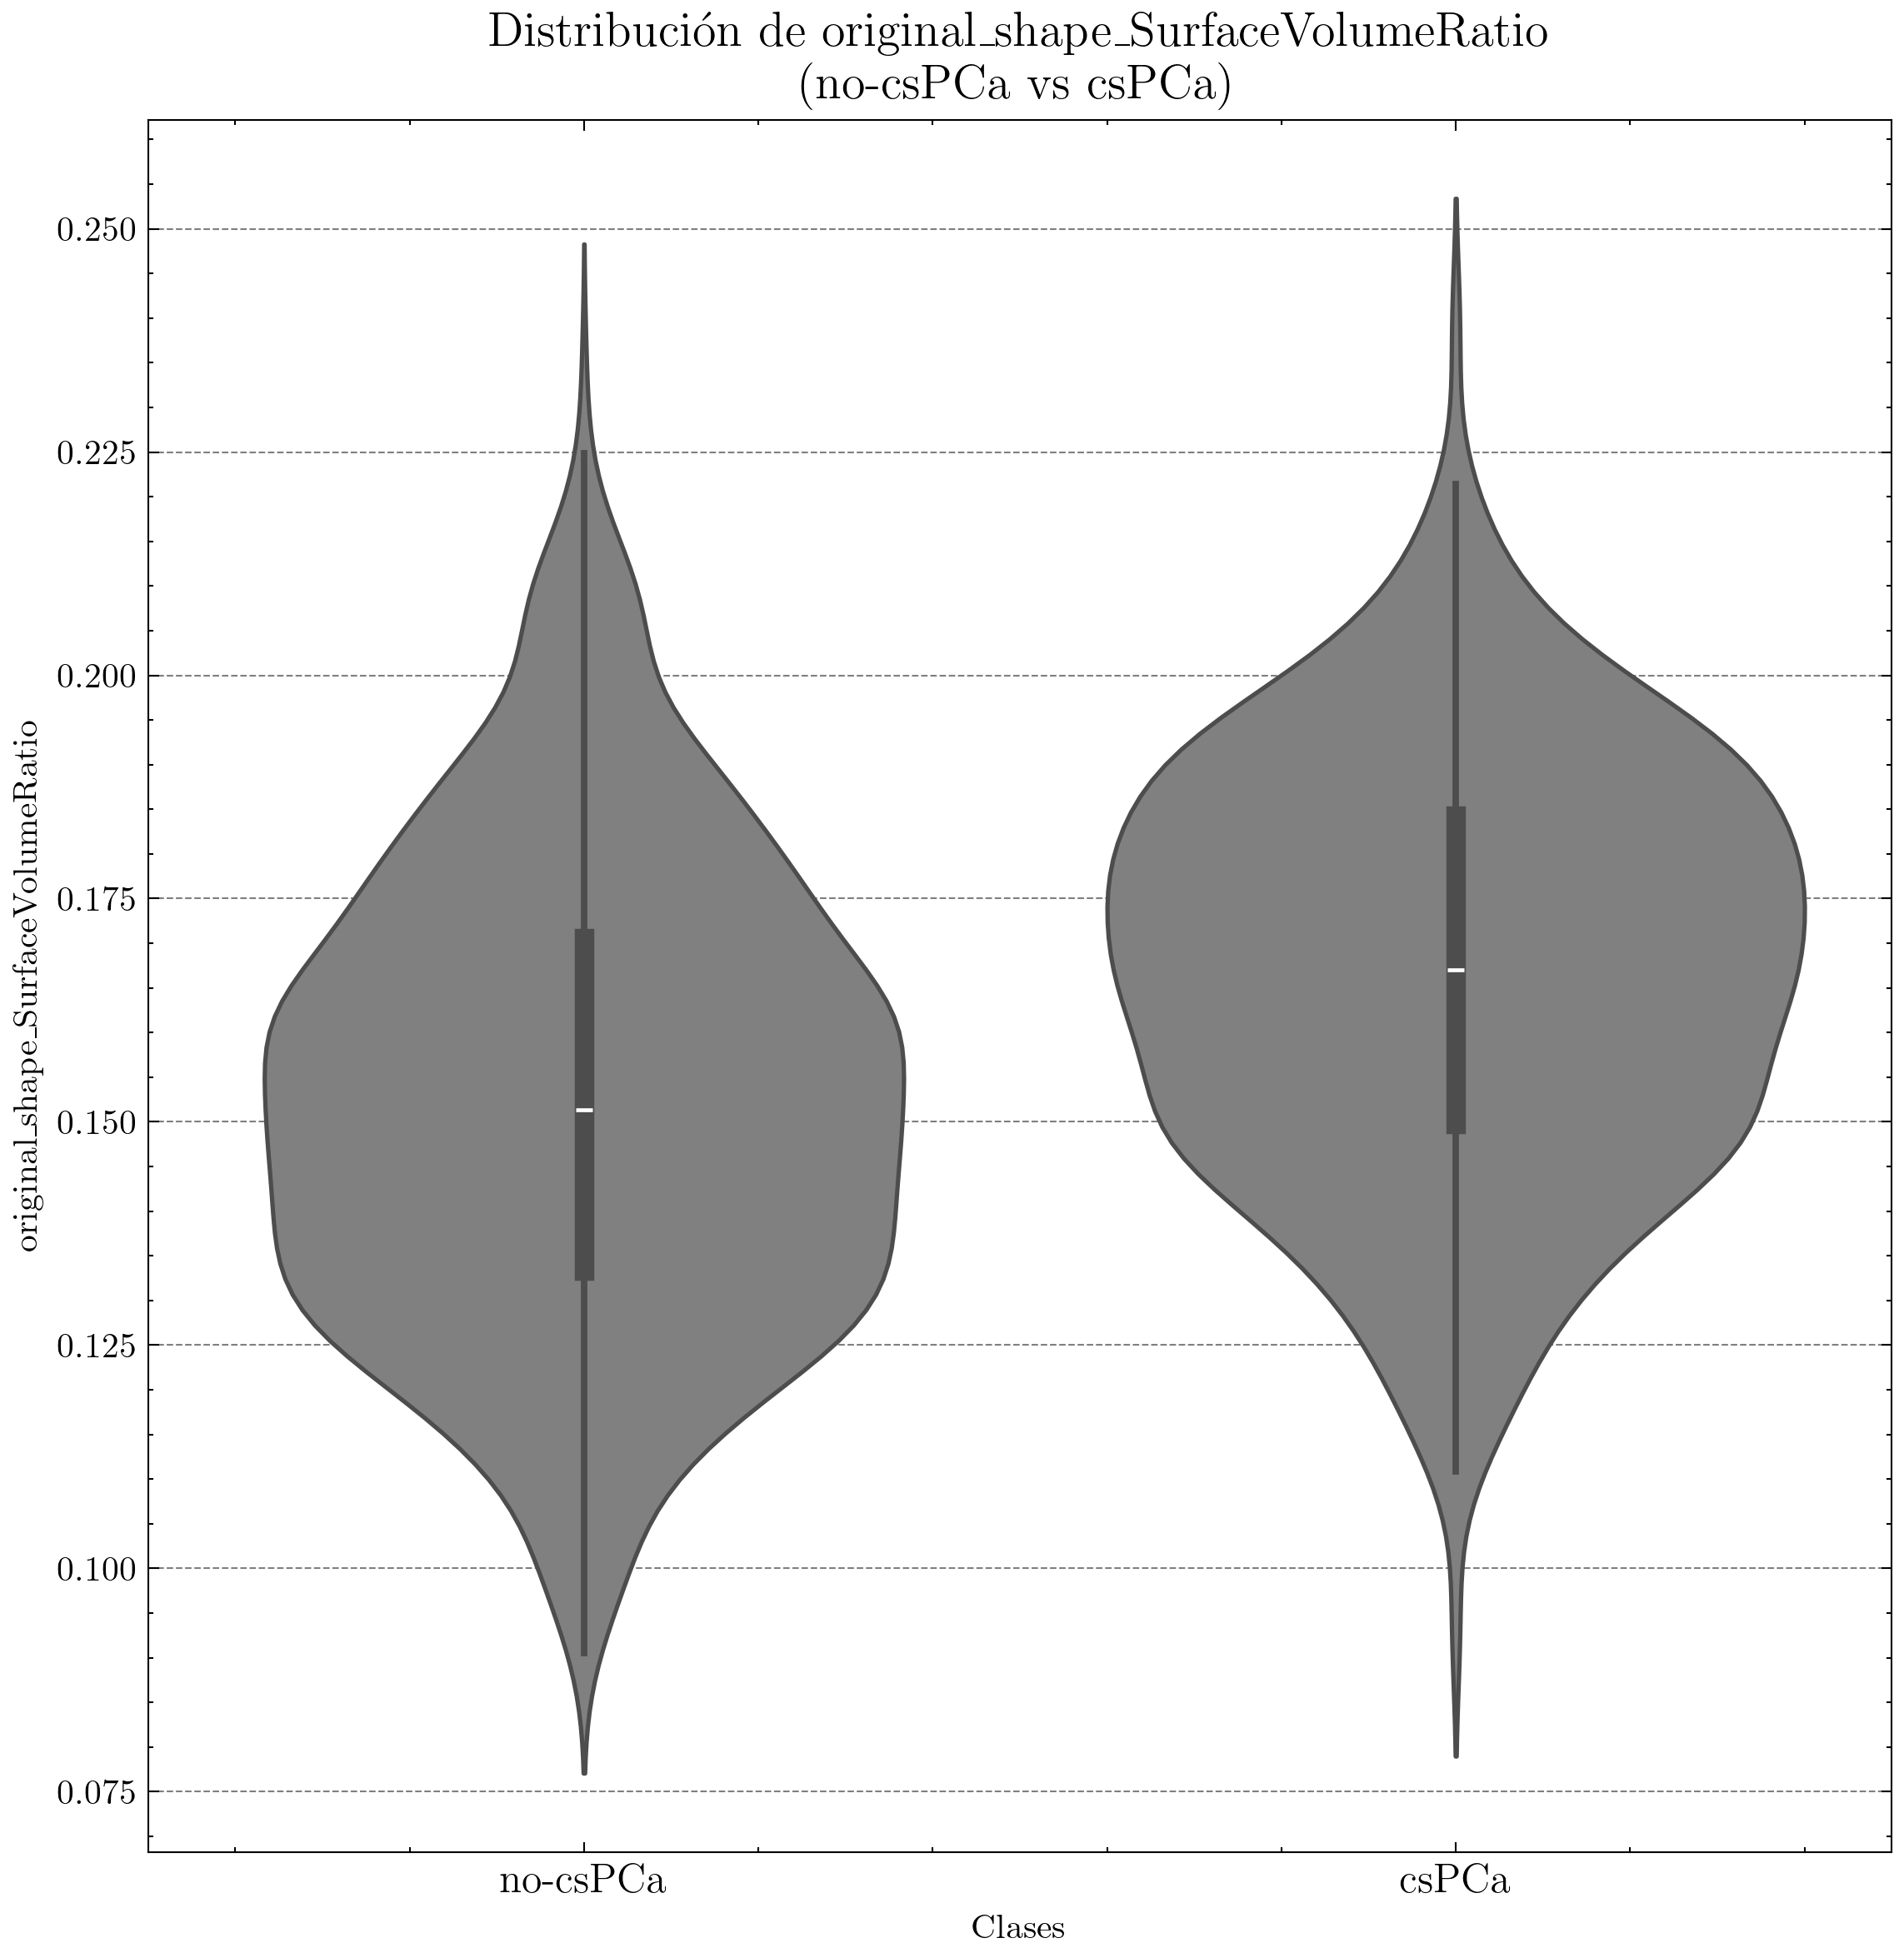 Distribución de original_shape_SurfaceVolumeRatio
(no-csPCa vs csPCa)
original_shape_SurfaceVolumeRatio
0.250
0.225
0.200
0.175
0.150
0.125
0.100
0.075
no-csPCa
csPCa
Clases